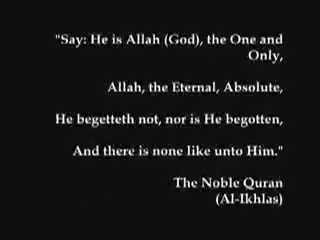 "Say: He is Allah (God), the One and
Only,
Allah, the Eternal, Absolute,
He begetteth not, nor is He begotten,
And there is none like unto Him."
The Noble Quran
(Al-Ikhlas)